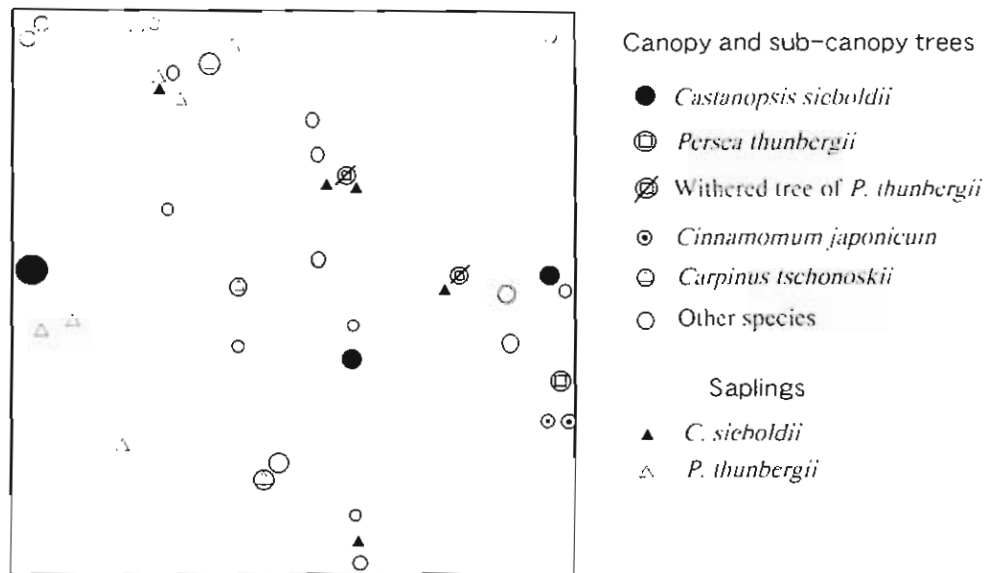 Canopy and sub-canopy trees
Castanopsis sieboldii
Persea thunbergii
Withered tree of P. thunbergii
Cinnamomum japonicum
Carpinus tschonoskii
Other species
Saplings
C. sieboldii
P. thunbergii